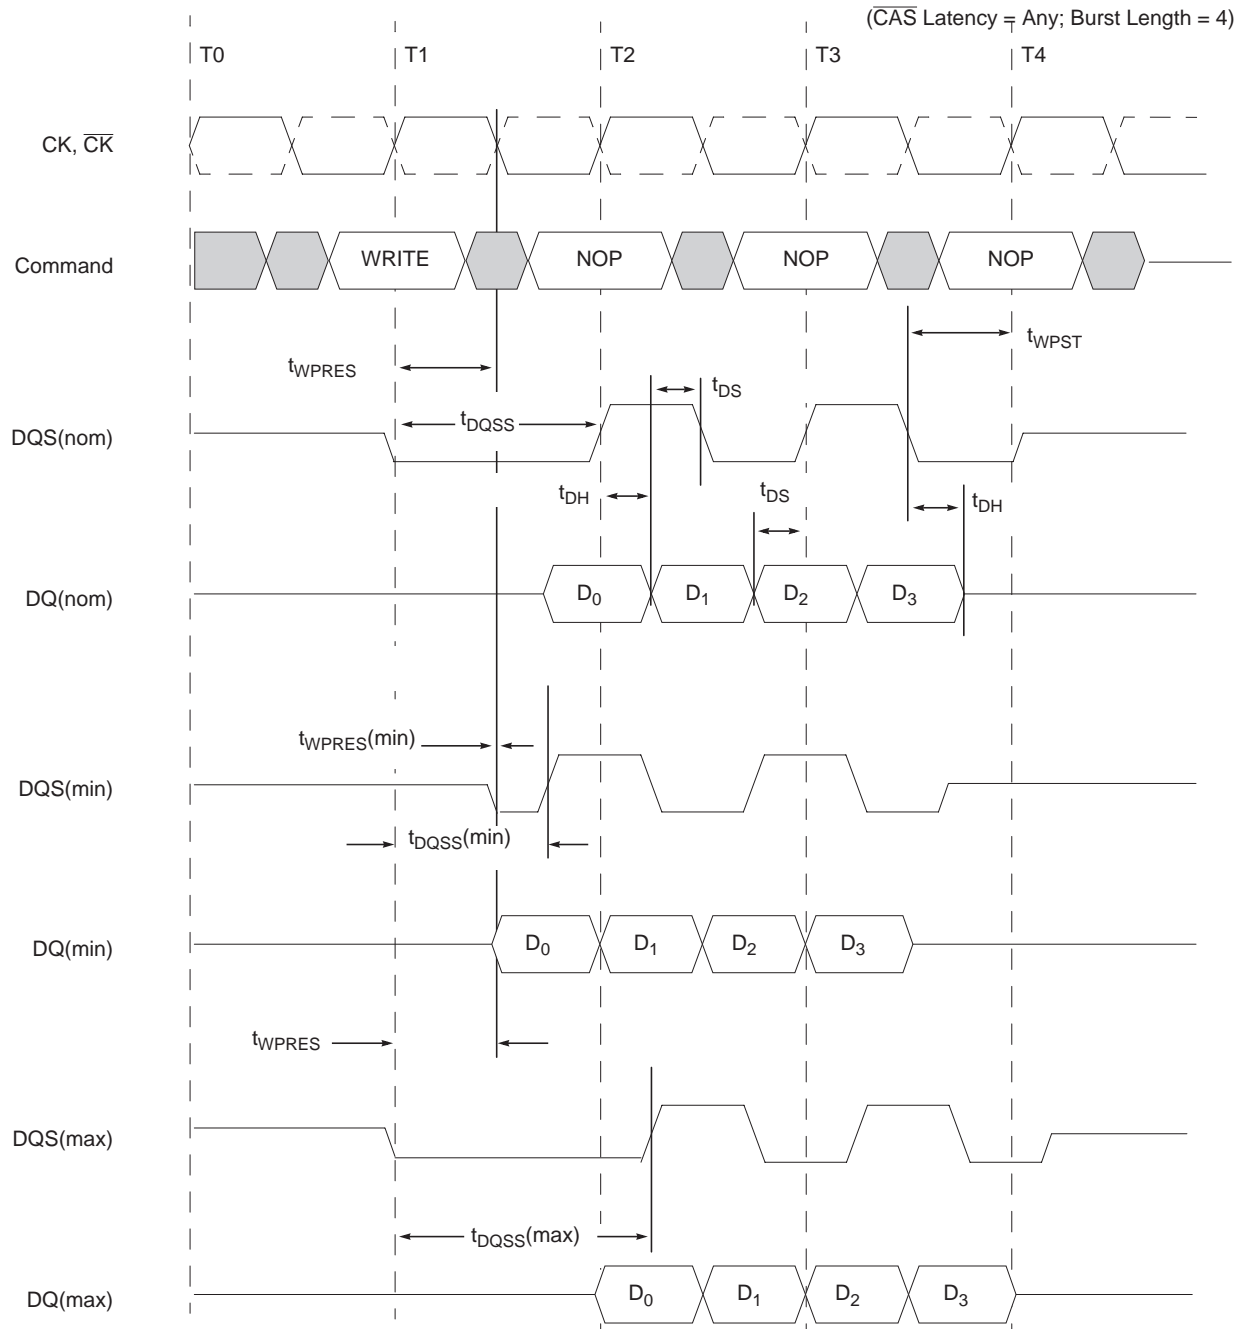 (C̅A̅S̅ Latency = Any; Burst Length = 4)
T0 T1 T2 T3 T4
CK, C̅K̅
Command WRITE NOP NOP NOP
tWPST
tWPRES
tDS
DQS(nom) tDQSS
tDH tDS tDH
DQ(nom) D0 D1 D2 D3
tWPRES(min)
DQS(min)
tDQSS(min)
DQ(min) D0 D1 D2 D3
tWPRES
DQS(max)
tDQSS(max)
DQ(max) D0 D1 D2 D3